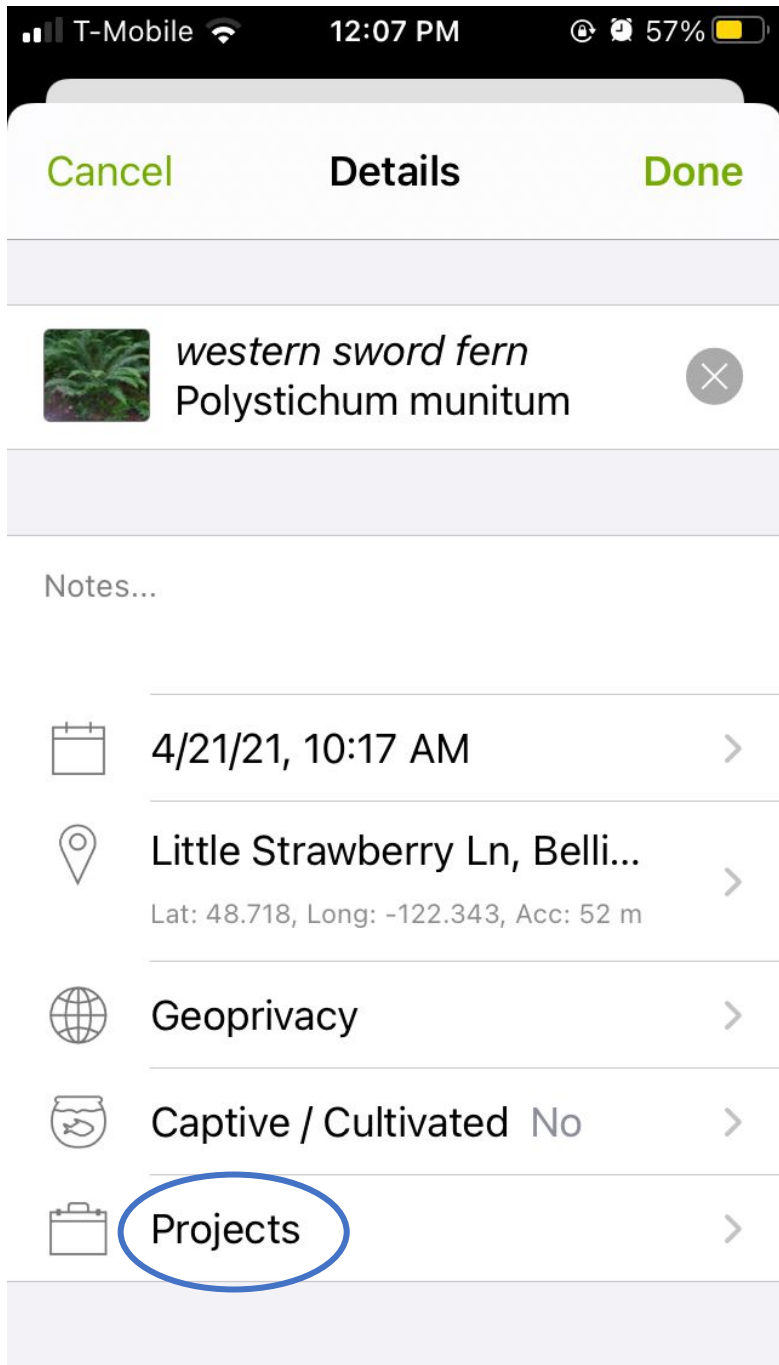 T-Mobile 12:07 PM 57%
Cancel Details Done
western sword fern
Polystichum munitum
Notes...
4/21/21, 10:17 AM
Little Strawberry Ln, Belli...
Lat: 48.718, Long: -122.343, Acc: 52 m
Geoprivacy
Captive / Cultivated No
Projects